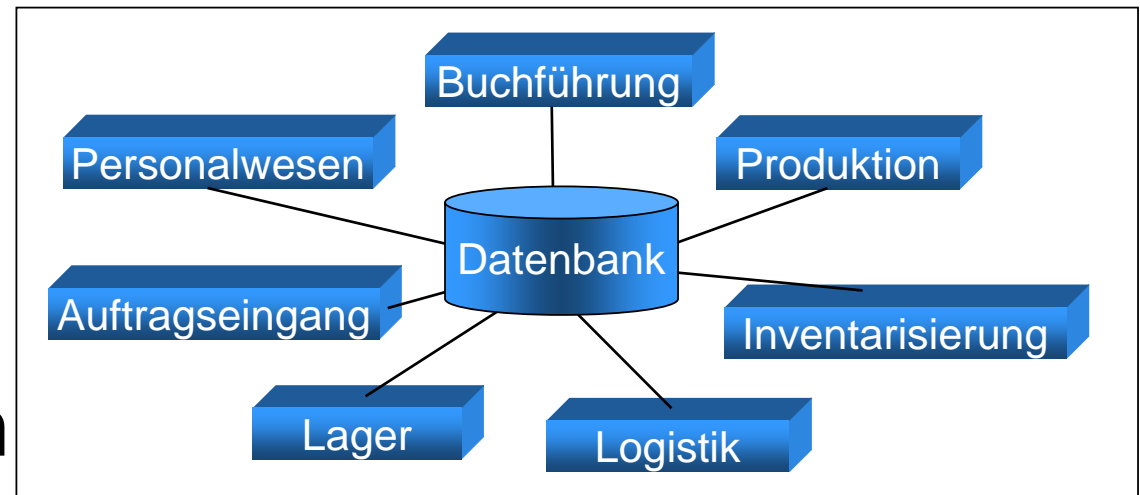 Buchführung
Personalwesen
Produktion
Datenbank
Auftragseingang
Inventarisierung
Lager
Logistik
n